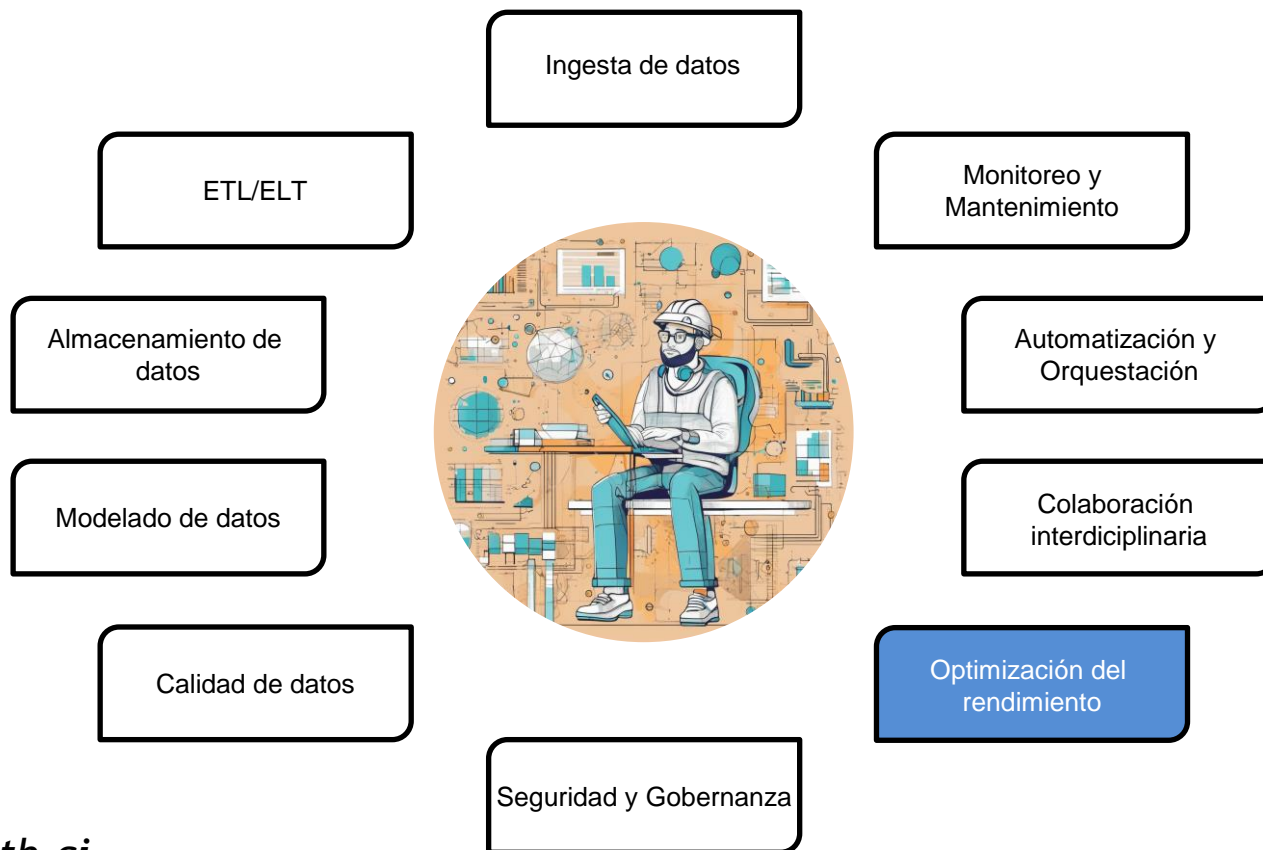 Ingesta de datos
ETL/ELT
Monitoreo y
Mantenimiento
Almacenamiento de
datos
Automatización y
Orquestación
Modelado de datos
Colaboración
interdiciplinaria
Calidad de datos
Optimización del
rendimiento
Seguridad y Gobernanza